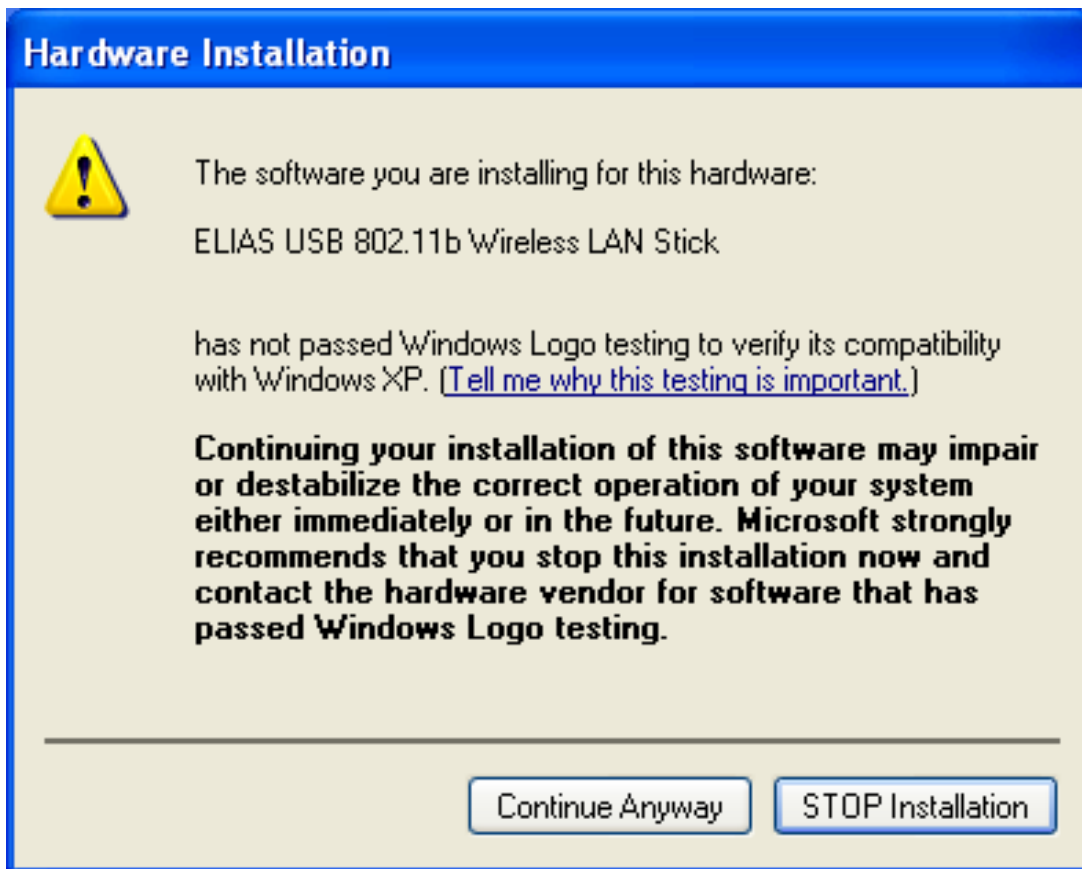 Hardware Installation
The software you are installing for this hardware:
ELIAS USB 802.11b Wireless LAN Stick
has not passed Windows Logo testing to verify its compatibility
with Windows XP. (Tell me why this testing is important.)
Continuing your installation of this software may impair
or destabilize the correct operation of your system
either immediately or in the future. Microsoft strongly
recommends that you stop this installation now and
contact the hardware vendor for software that has
passed Windows Logo testing.
Continue Anyway
STOP Installation